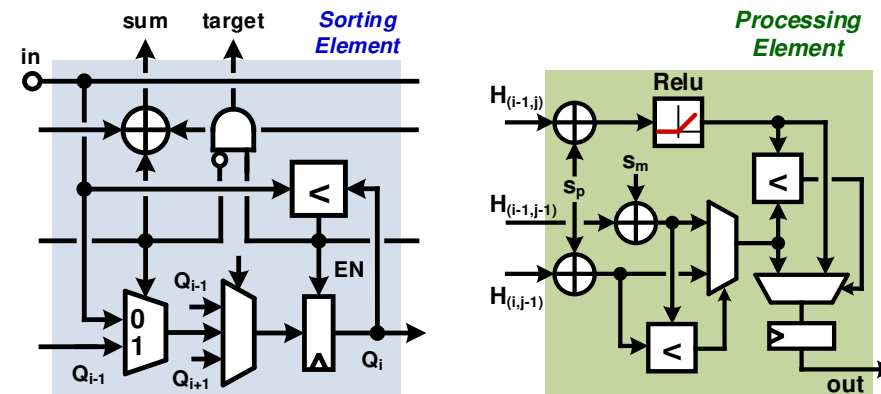 sum
target
Sorting
Element
in
<
EN
Q_{i-1}
0
1
Q_{i-1}
Q_{i+1}
Q_i
Processing
Element
Relu
H_{(i-1,j)}
<
s_m
s_p
H_{(i-1,j-1)}
H_{(i,j-1)}
<
out